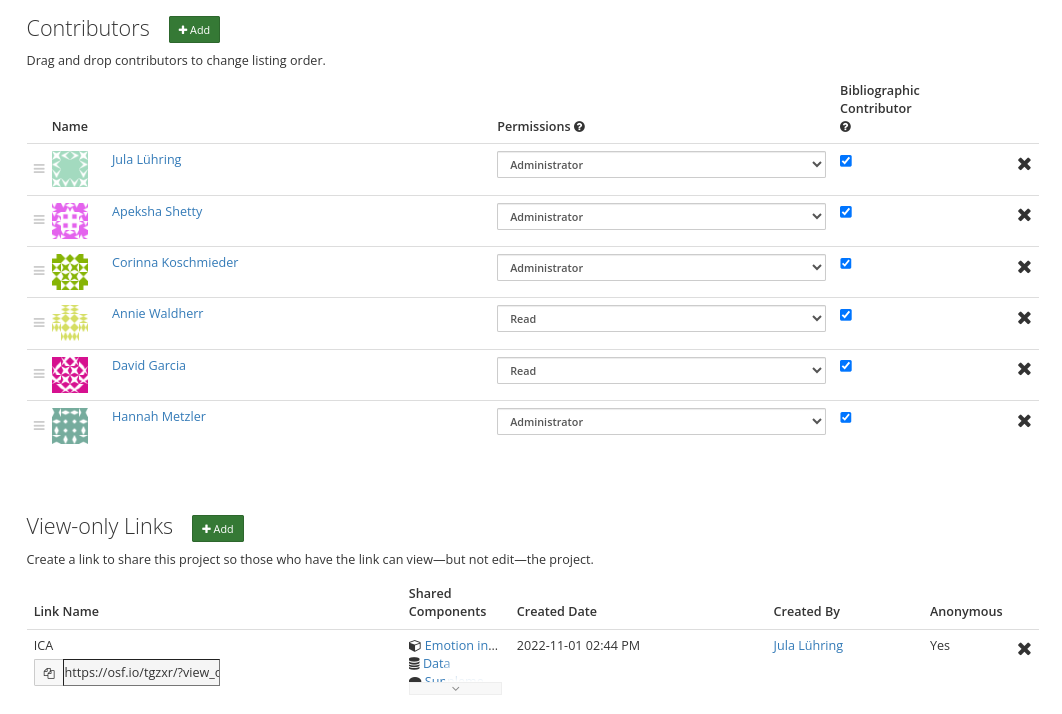 Contributors
Add
Drag and drop contributors to change listing order.
Name
Permissions
Bibliographic
Contributor
Jula Lühring
Administrator
Apeksha Shetty
Administrator
Corinna Koschmieder
Administrator
Annie Waldherr
Read
David Garcia
Read
Hannah Metzler
Administrator
View-only Links
Add
Create a link to share this project so those who have the link can view—but not edit—the project.
Link Name
Shared
Components
Created Date
Created By
Anonymous
ICA
Emotion in...
2022-11-01 02:44 PM
Jula Lühring
Yes
https://osf.io/tgzxr/?view_o
Data